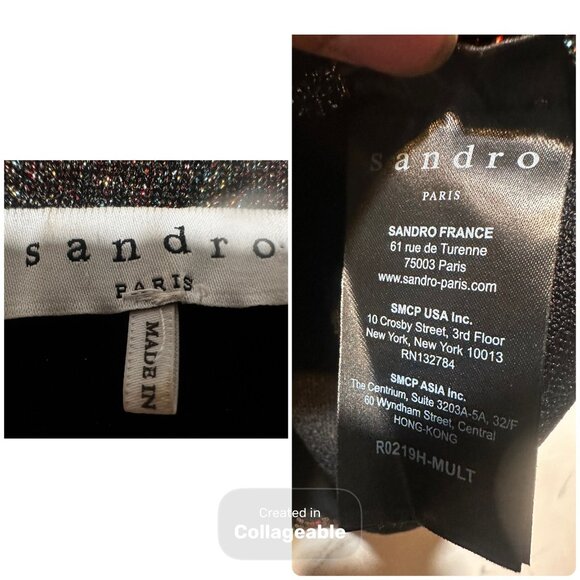 sandro
PARIS
MADE IN
sandro
PARIS
SANDRO FRANCE
61 rue de Turenne
75003 Paris
www.sandro-paris.com
SMCP USA Inc.
10 Crosby Street, 3rd Floor
New York, New York 10013
RN132784
SMCP ASIA Inc.
The Centrium, Suite 3203A-5A, 32/F
60 Wyndham Street, Central
HONG-KONG
R0219H-MULT
Created in
Collageable